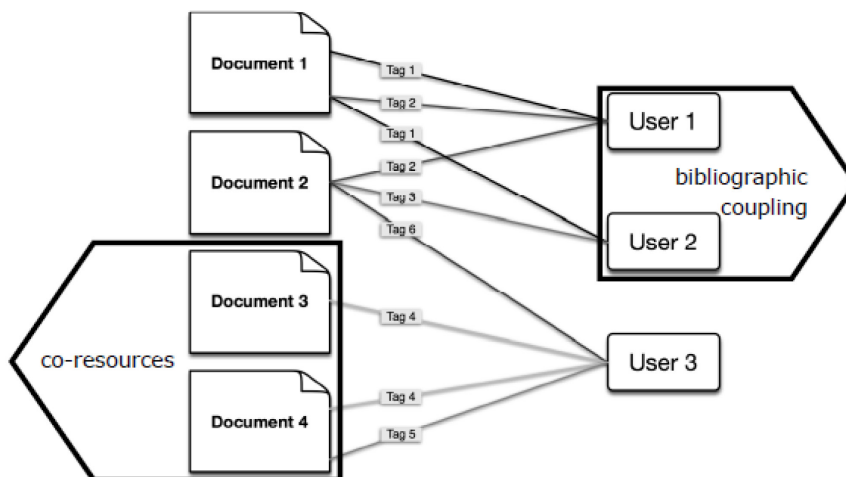 Document 1
Tag 1
Tag 2
Tag 1
User 1
Document 2
Tag 2
Tag 3
Tag 6
bibliographic
coupling
User 2
Document 3
Tag 4
co-resources
User 3
Document 4
Tag 4
Tag 5